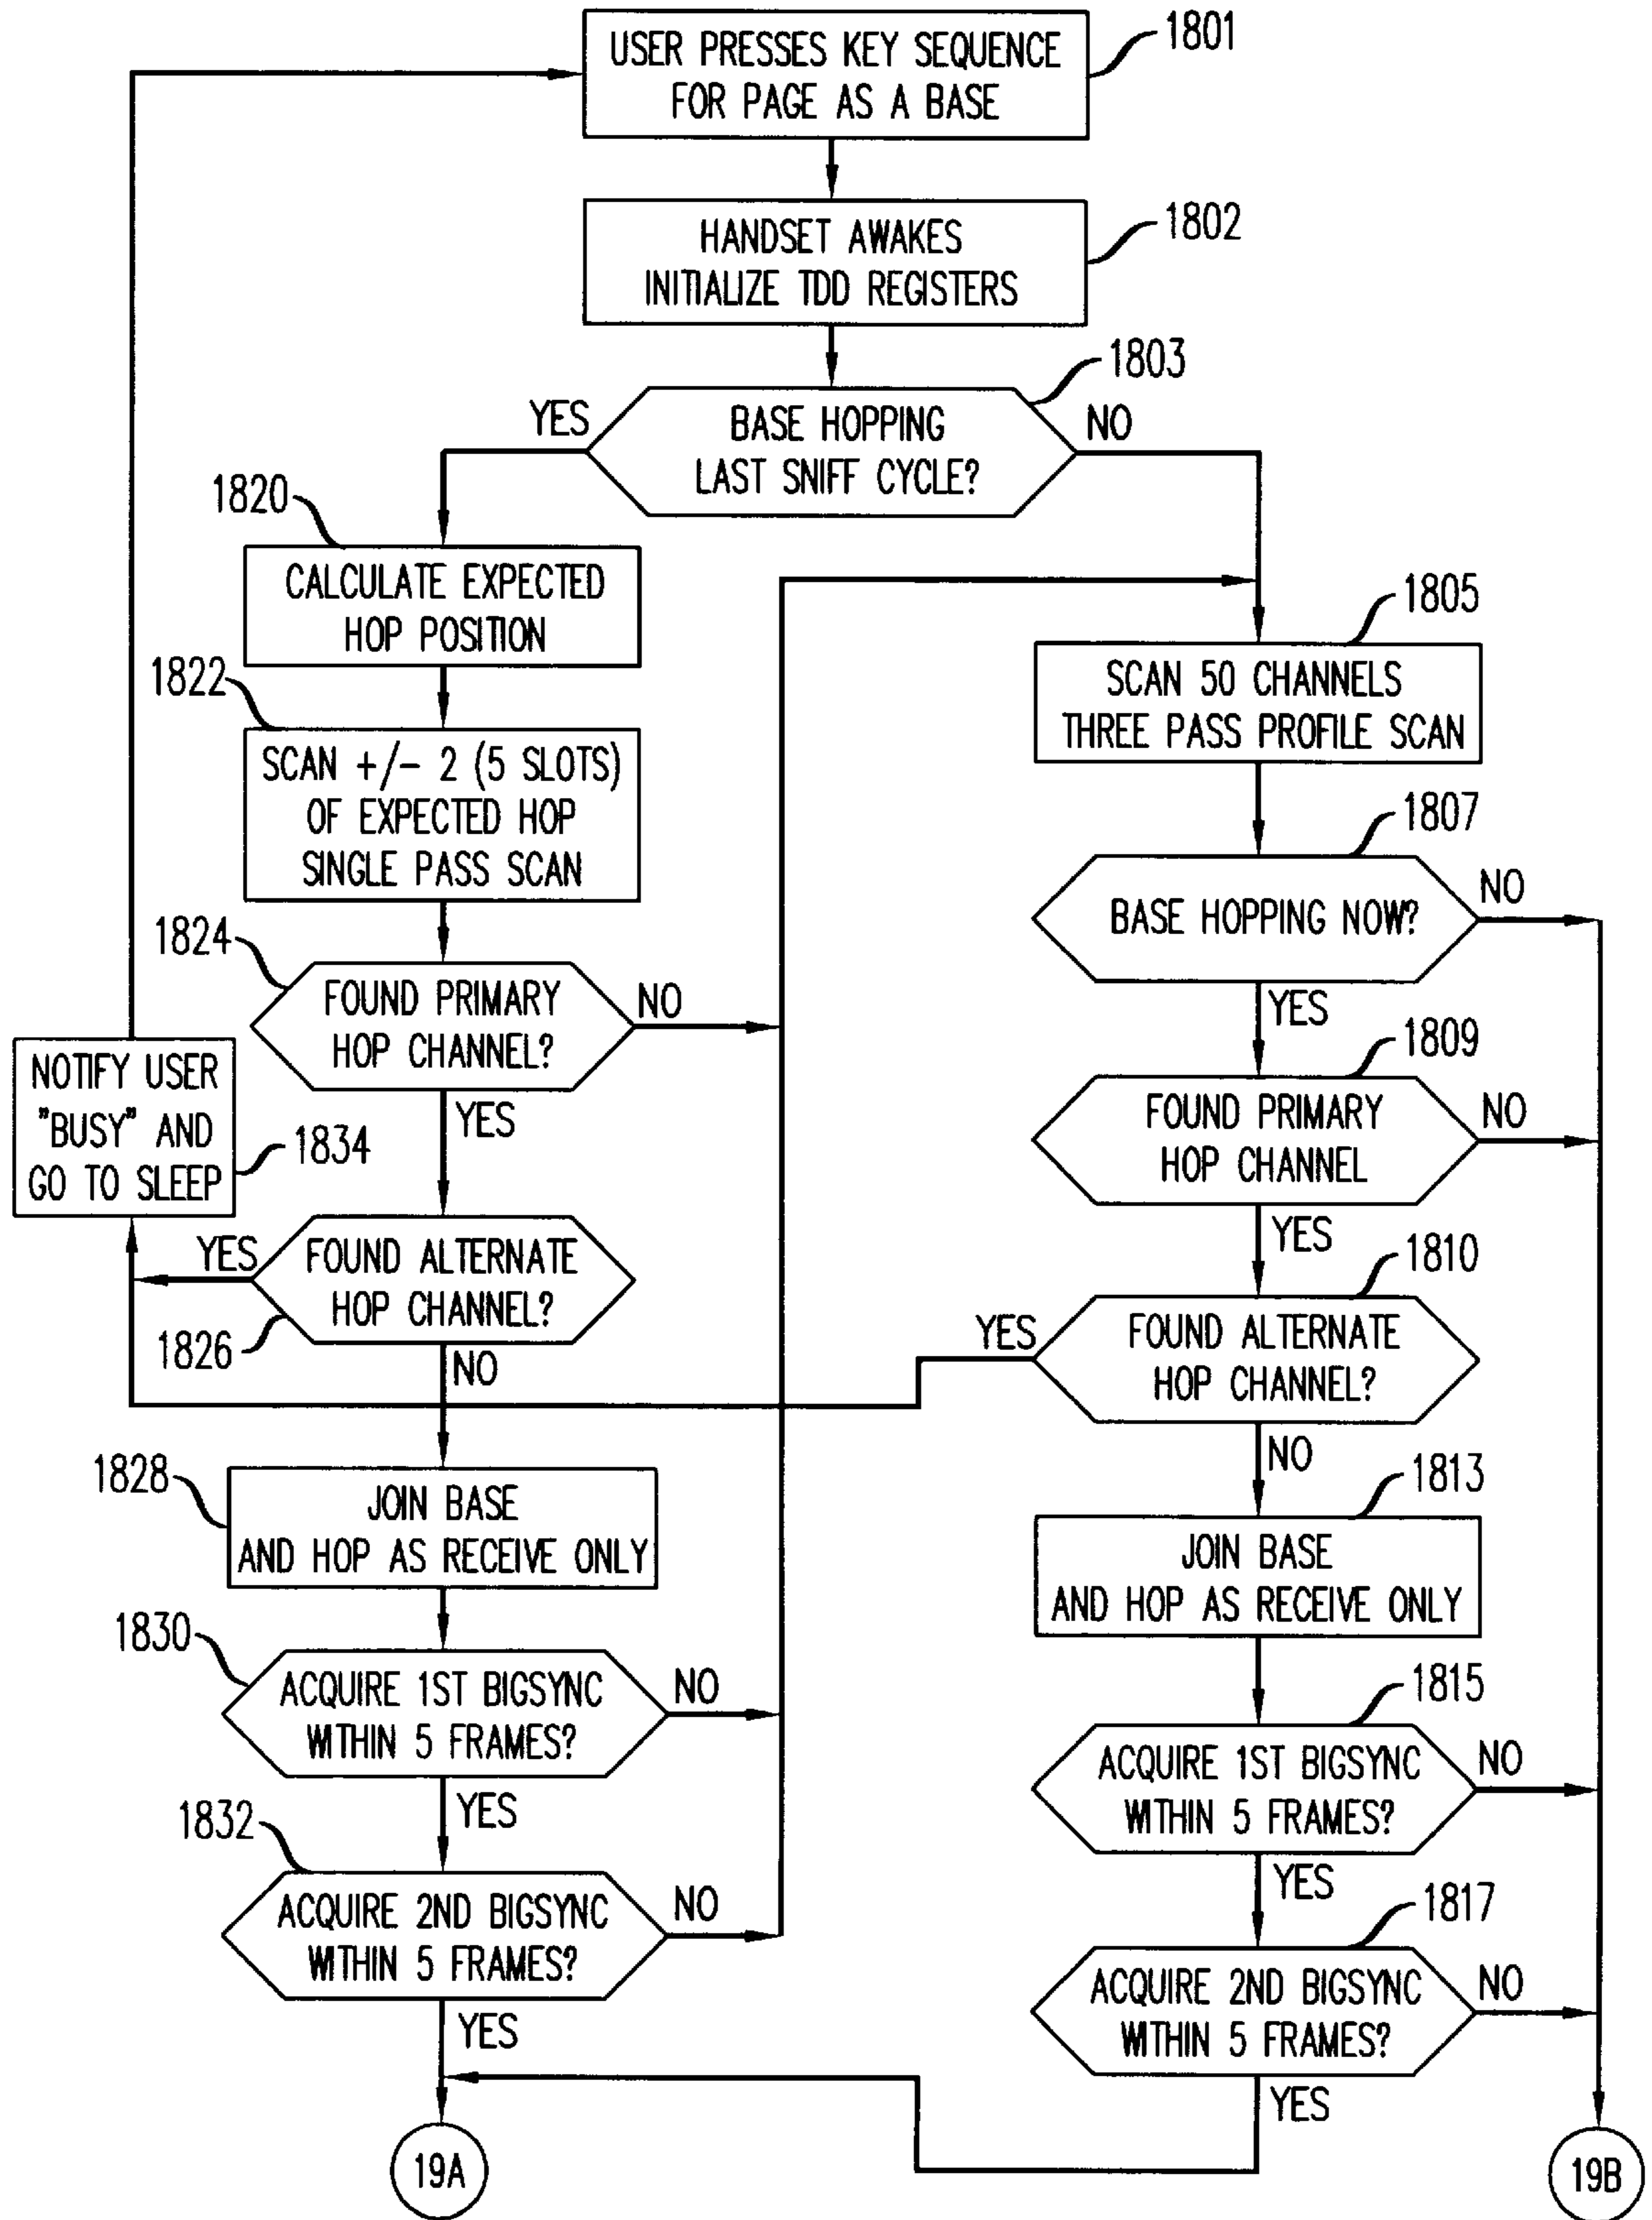 USER PRESSES KEY SEQUENCE
FOR PAGE AS A BASE
1801
HANDSET AWAKES
INITIALIZE TDD REGISTERS
1802
1803
BASE HOPPING
LAST SNIFF CYCLE?
YES
NO
1820
CALCULATE EXPECTED
HOP POSITION
1822
SCAN +/- 2 (5 SLOTS)
OF EXPECTED HOP
SINGLE PASS SCAN
1824
FOUND PRIMARY
HOP CHANNEL?
NO
YES
NOTIFY USER
"BUSY" AND
GO TO SLEEP
1834
YES
FOUND ALTERNATE
HOP CHANNEL?
1826
NO
1828
JOIN BASE
AND HOP AS RECEIVE ONLY
1830
ACQUIRE 1ST BIGSYNC
WITHIN 5 FRAMES?
NO
YES
1832
ACQUIRE 2ND BIGSYNC
WITHIN 5 FRAMES?
NO
YES
19A
1805
SCAN 50 CHANNELS
THREE PASS PROFILE SCAN
1807
BASE HOPPING NOW?
NO
YES
1809
FOUND PRIMARY
HOP CHANNEL
NO
YES
1810
YES
FOUND ALTERNATE
HOP CHANNEL?
NO
1813
JOIN BASE
AND HOP AS RECEIVE ONLY
1815
ACQUIRE 1ST BIGSYNC
WITHIN 5 FRAMES?
NO
YES
1817
ACQUIRE 2ND BIGSYNC
WITHIN 5 FRAMES?
NO
YES
19B